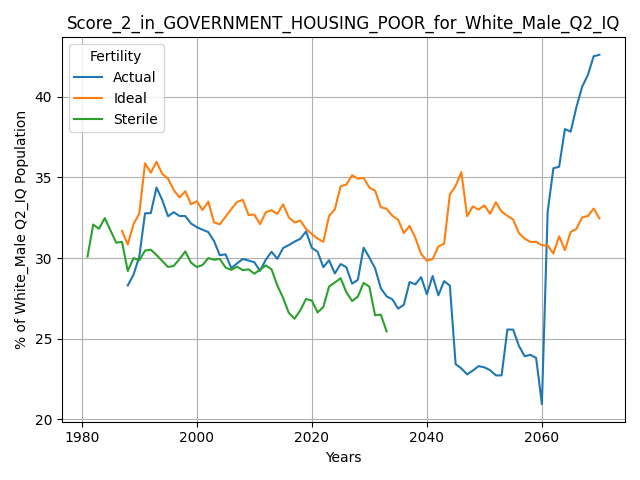 Score_2_in_GOVERNMENT_HOUSING_POOR_for_White_Male_Q2_IQ
Fertility
Actual
Ideal
Sterile
% of White_Male Q2_IQ Population
40
35
30
25
20
1980
2000
2020
2040
2060
Years